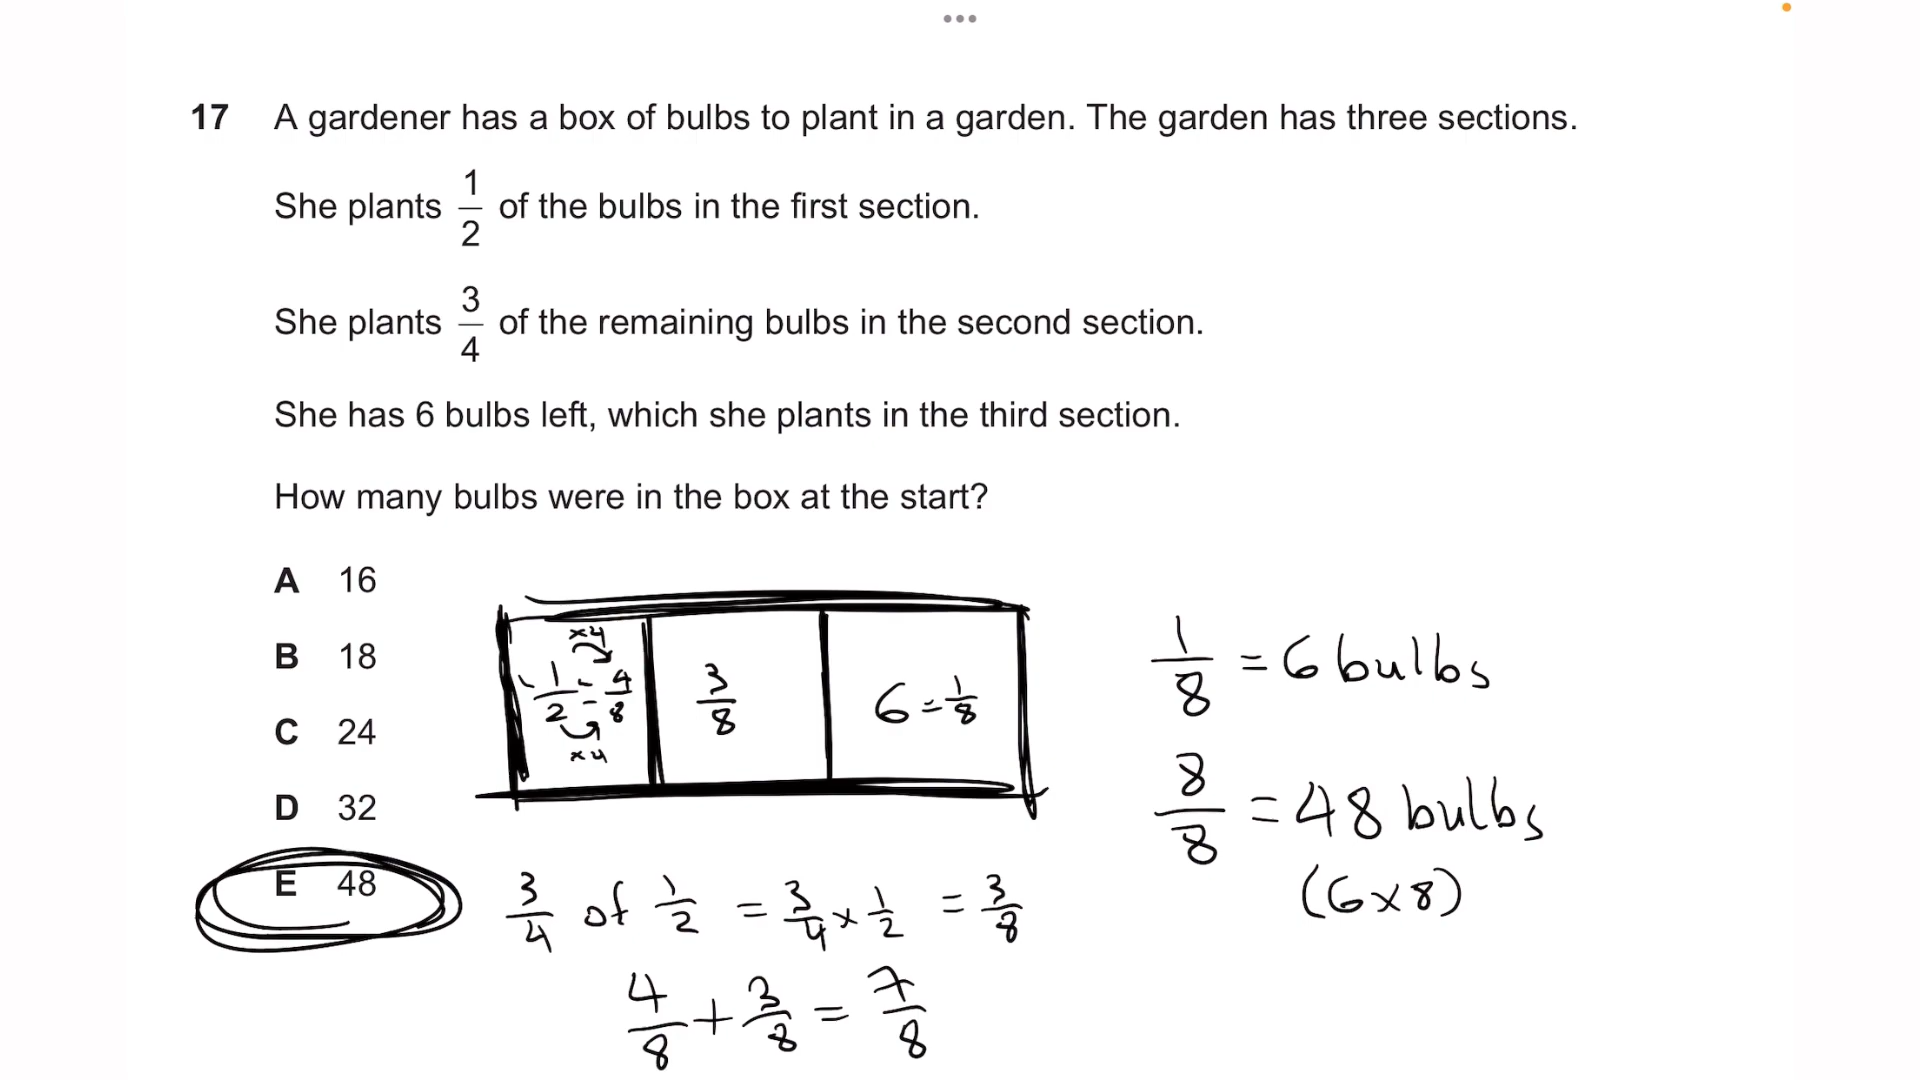 17 A gardener has a box of bulbs to plant in a garden. The garden has three sections.
She plants 1/2 of the bulbs in the first section.
She plants 3/4 of the remaining bulbs in the second section.
She has 6 bulbs left, which she plants in the third section.
How many bulbs were in the box at the start?
A 16
B 18
C 24
D 32
E 48
x4
1/2 = 4/8
x4
3/8
6 = 1/8
1/8 = 6 bulbs
8/8 = 48 bulbs
(6x8)
3/4 of 1/2 = 3/4 x 1/2 = 3/8
4/8 + 3/8 = 7/8